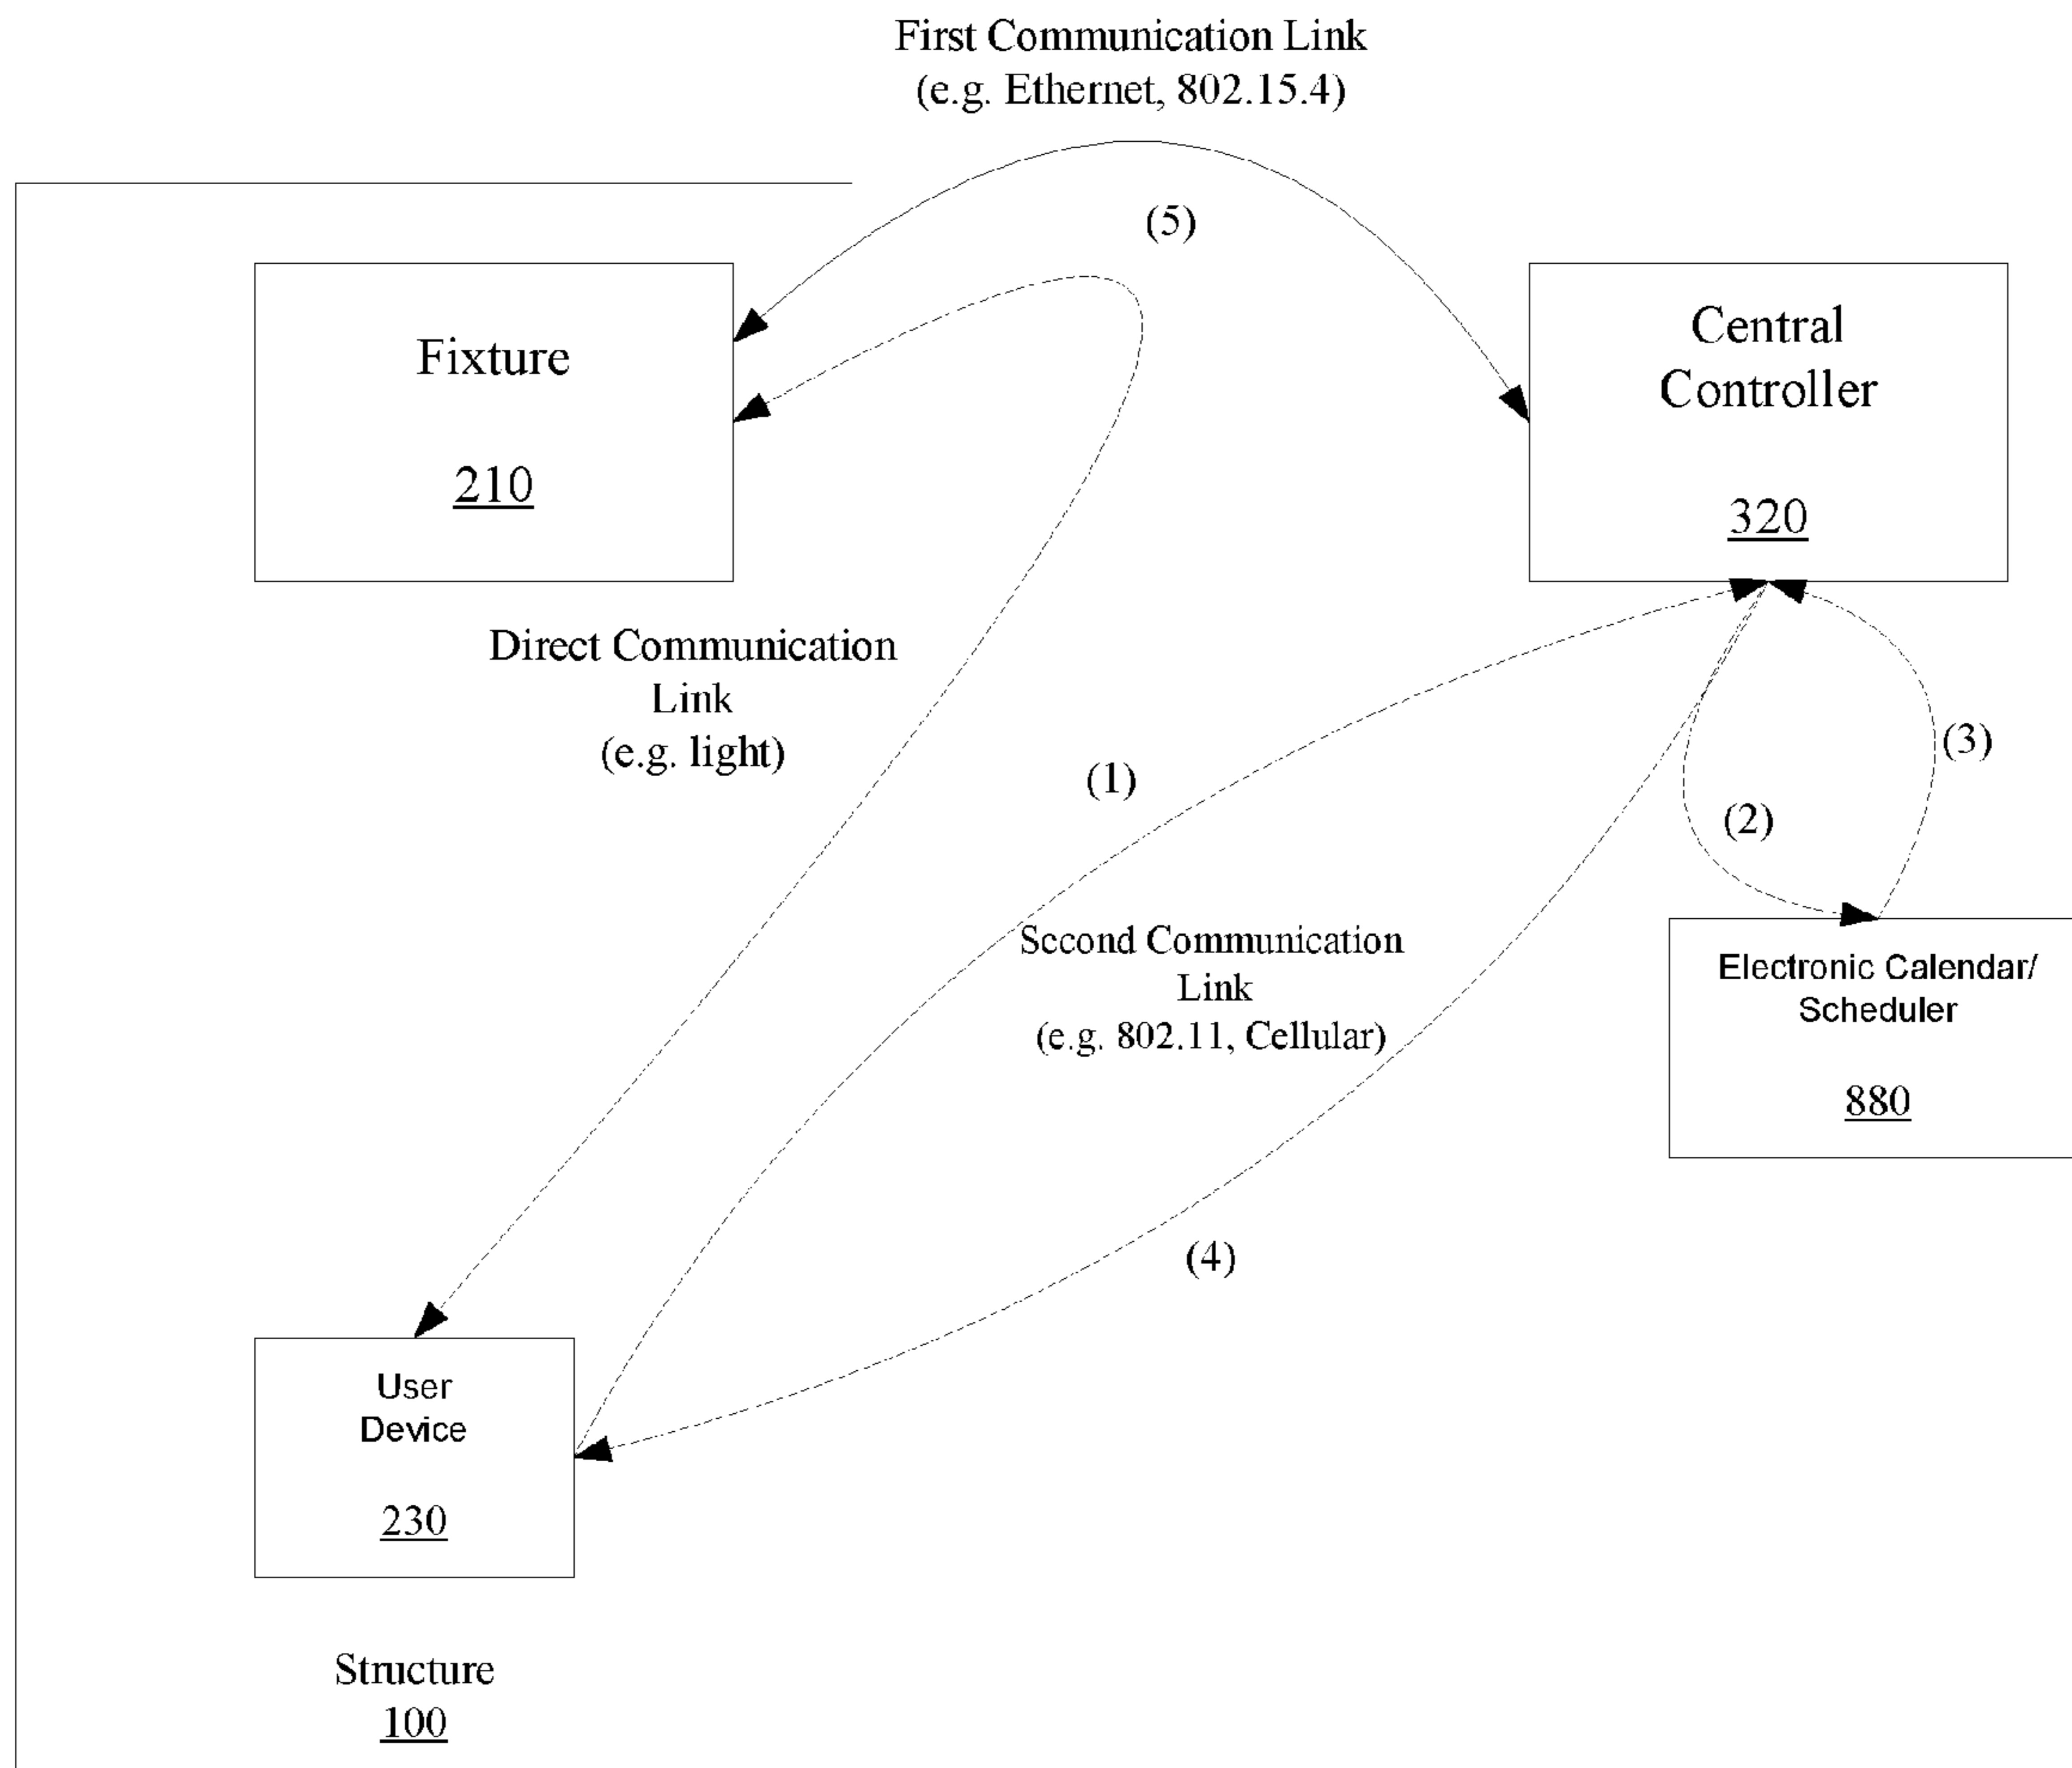 First Communication Link
(e.g. Ethernet, 802.15.4)
(5)
Fixture
210
Central
Controller
320
Direct Communication
Link
(e.g. light)
(1)
(2)
(3)
Second Communication
Link
(e.g. 802.11, Cellular)
Electronic Calendar/
Scheduler
880
(4)
User
Device
230
Structure
100